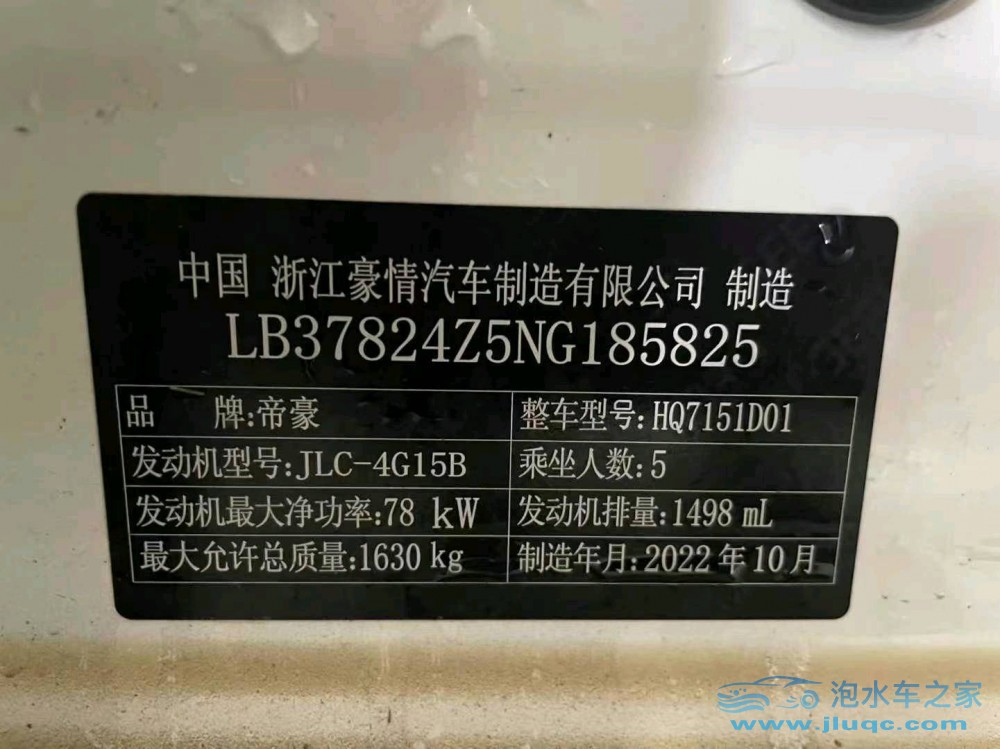 中国 浙江豪情汽车制造有限公司 制造
LB37824Z5NG185825
品 牌:帝豪 整车型号:HQ7151D01
发动机型号:JLC-4G15B 乘坐人数:5
发动机最大净功率:78 kW 发动机排量:1498 mL
最大允许总质量:1630 kg 制造年月:2022年10月
泡水车之家
www.jluqc.com